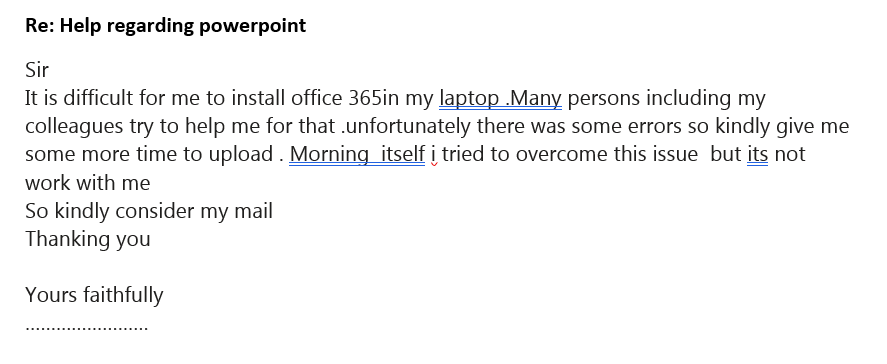 Re: Help regarding powerpoint
Sir
It is difficult for me to install office 365in my laptop .Many persons including my
colleagues try to help me for that .unfortunately there was some errors so kindly give me
some more time to upload . Morning  itself i tried to overcome this issue  but its not
work with me
So kindly consider my mail
Thanking you
Yours faithfully
........................